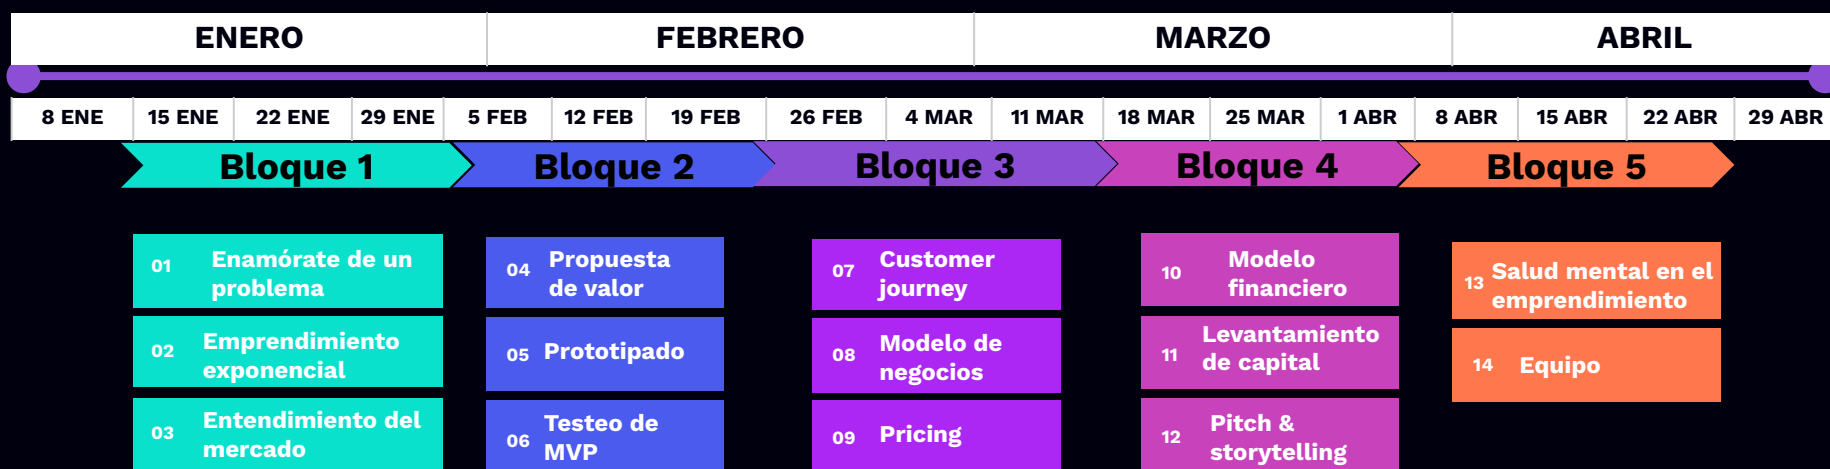 ENERO FEBRERO MARZO ABRIL
8 ENE 15 ENE 22 ENE 29 ENE 5 FEB 12 FEB 19 FEB 26 FEB 4 MAR 11 MAR 18 MAR 25 MAR 1 ABR 8 ABR 15 ABR 22 ABR 29 ABR
Bloque 1 Bloque 2 Bloque 3 Bloque 4 Bloque 5
01 Enamórate de un
problema
02 Emprendimiento
exponencial
03 Entendimiento del
mercado
04 Propuesta
de valor
05 Prototipado
06 Testeo de
MVP
07 Customer
journey
08 Modelo de
negocios
09 Pricing
10 Modelo
financiero
11 Levantamiento
de capital
12 Pitch &
storytelling
13 Salud mental en el
emprendimiento
14 Equipo